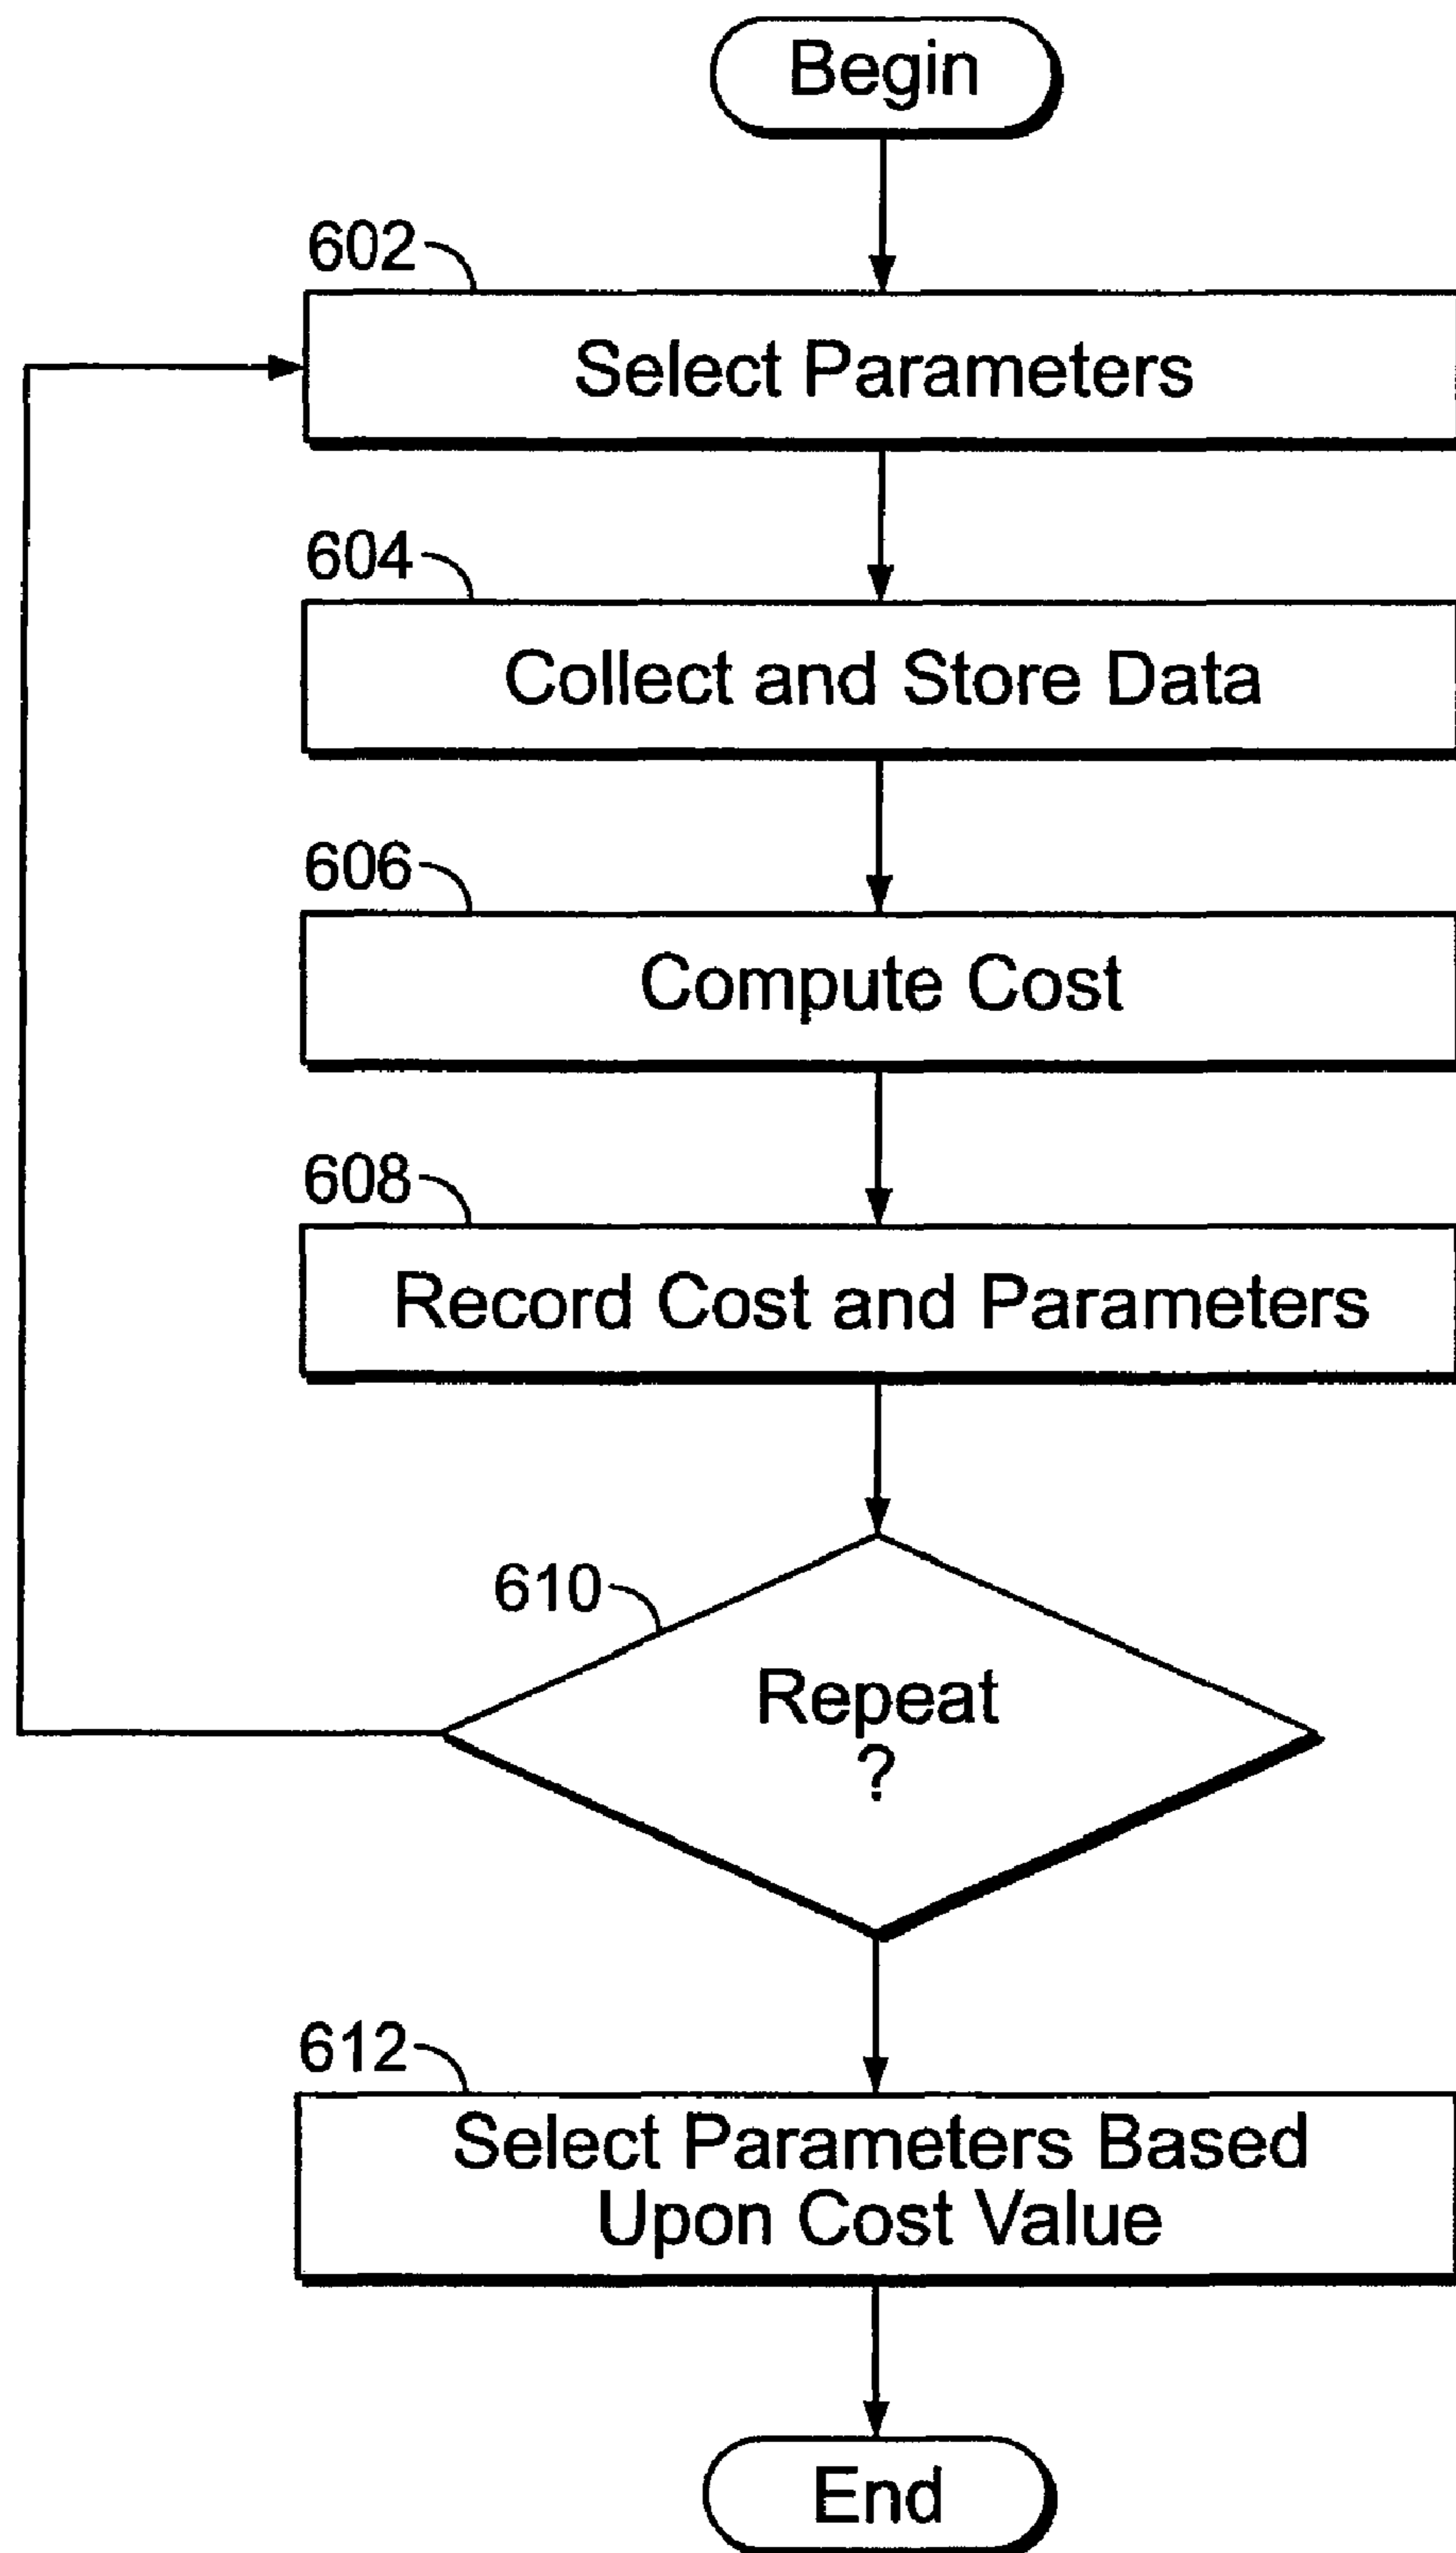 Begin
602
Select Parameters
604
Collect and Store Data
606
Compute Cost
608
Record Cost and Parameters
610
Repeat
?
612
Select Parameters Based
Upon Cost Value
End